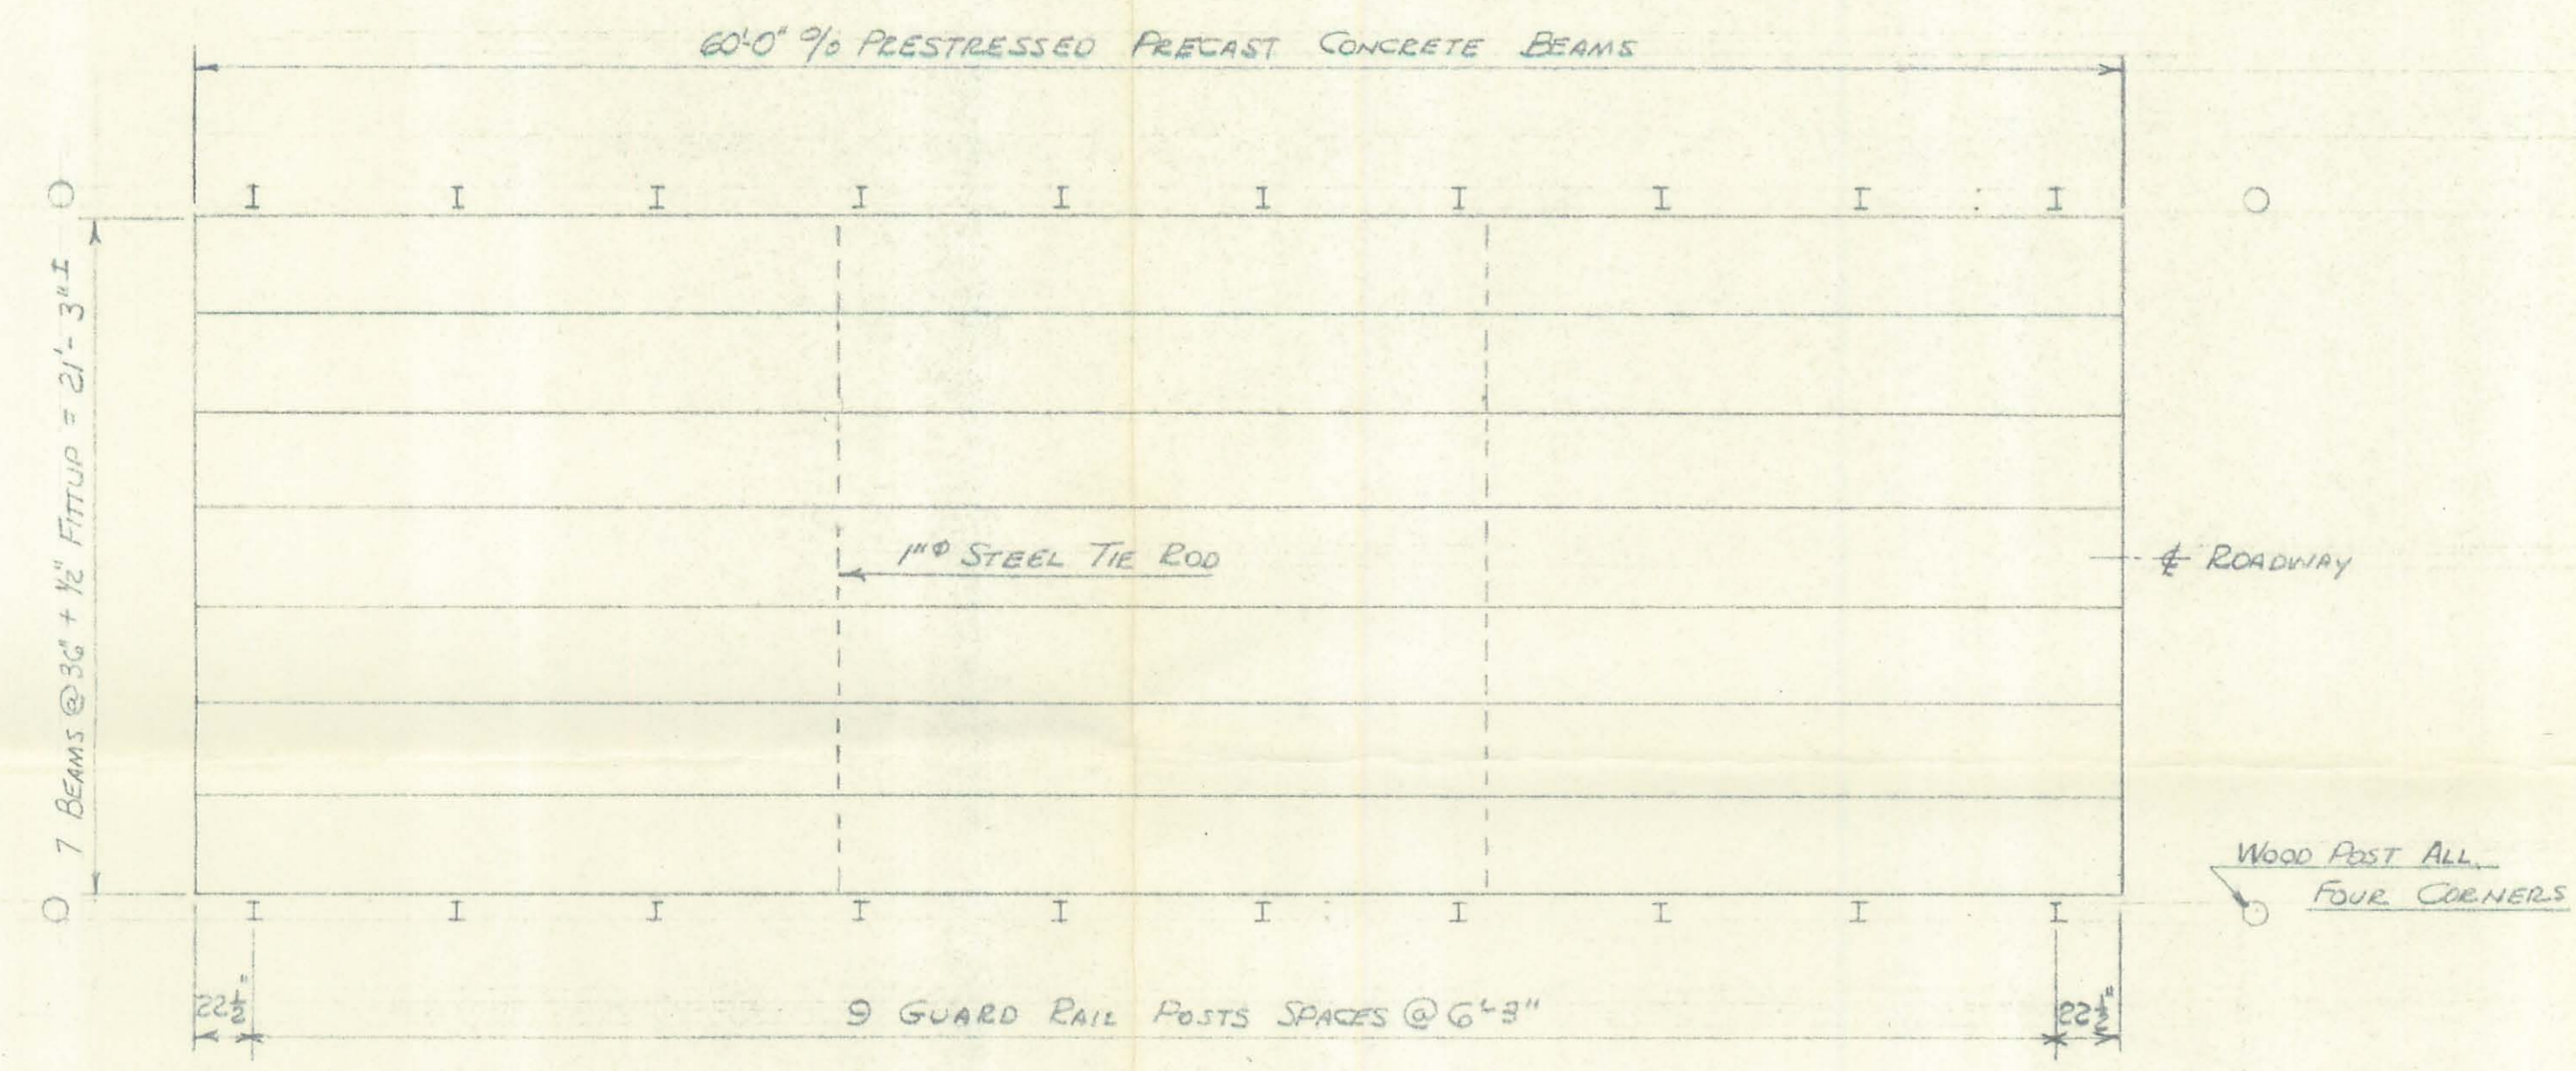 60'-0" o/o PRESTRESSED PRECAST CONCRETE BEAMS
7 BEAMS @ 36" + 1/2" FITTUP = 21'-3" ±
1"Φ STEEL TIE ROD
℄ ROADWAY
WOOD POST ALL
FOUR CORNERS
22½"
9 GUARD RAIL POSTS SPACES @ 6'-3"
22½"